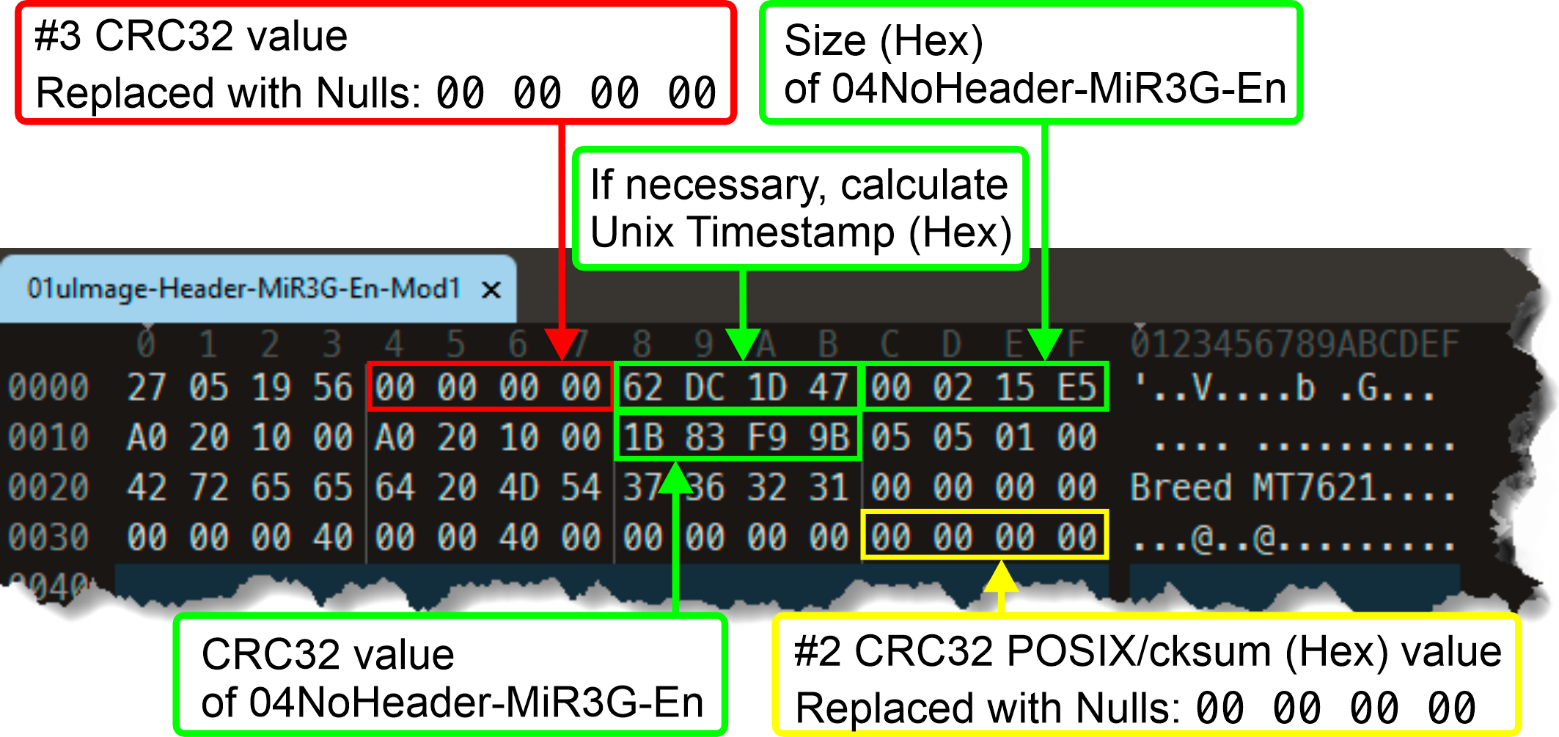 #3 CRC32 value
Replaced with Nulls: 00 00 00 00
Size (Hex)
of 04NoHeader-MiR3G-En
If necessary, calculate
Unix Timestamp (Hex)
01uImage-Header-MiR3G-En-Mod1 ×
0 1 2 3 4 5 6 7 8 9 A B C D E F 0123456789ABCDEF
0000 27 05 19 56 00 00 00 00 62 DC 1D 47 00 02 15 E5 '..V....b .G...
0010 A0 20 10 00 A0 20 10 00 1B 83 F9 9B 05 05 01 00 .... ..........
0020 42 72 65 65 64 20 4D 54 37 36 32 31 00 00 00 00 Breed MT7621....
0030 00 00 00 40 00 00 40 00 00 00 00 00 00 00 00 00 ...@..@.........
0040
CRC32 value
of 04NoHeader-MiR3G-En
#2 CRC32 POSIX/cksum (Hex) value
Replaced with Nulls: 00 00 00 00